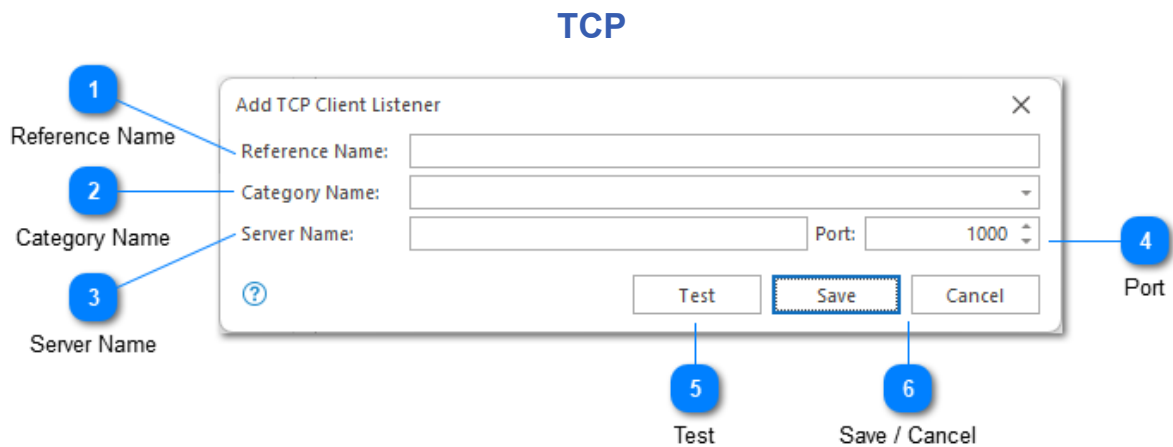 TCP
1
Reference Name
2
Category Name
3
Server Name
Add TCP Client Listener
Reference Name:
Category Name:
Server Name:
Port: 1000
Test Save Cancel
4
Port
5
Test
6
Save / Cancel